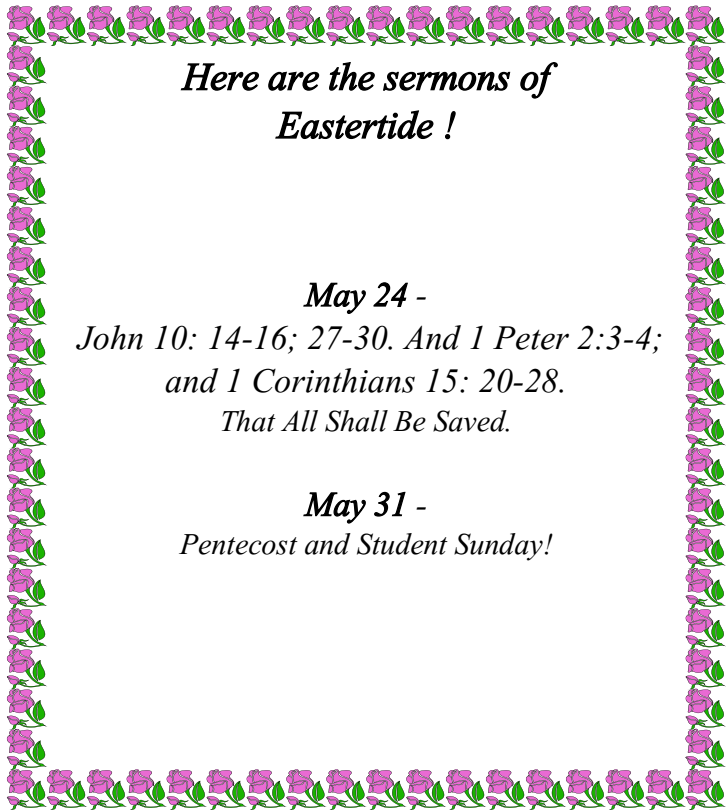 Here are the sermons of
Eastertide !
May 24 -
John 10: 14-16; 27-30. And 1 Peter 2:3-4;
and 1 Corinthians 15: 20-28.
That All Shall Be Saved.
May 31 -
Pentecost and Student Sunday!